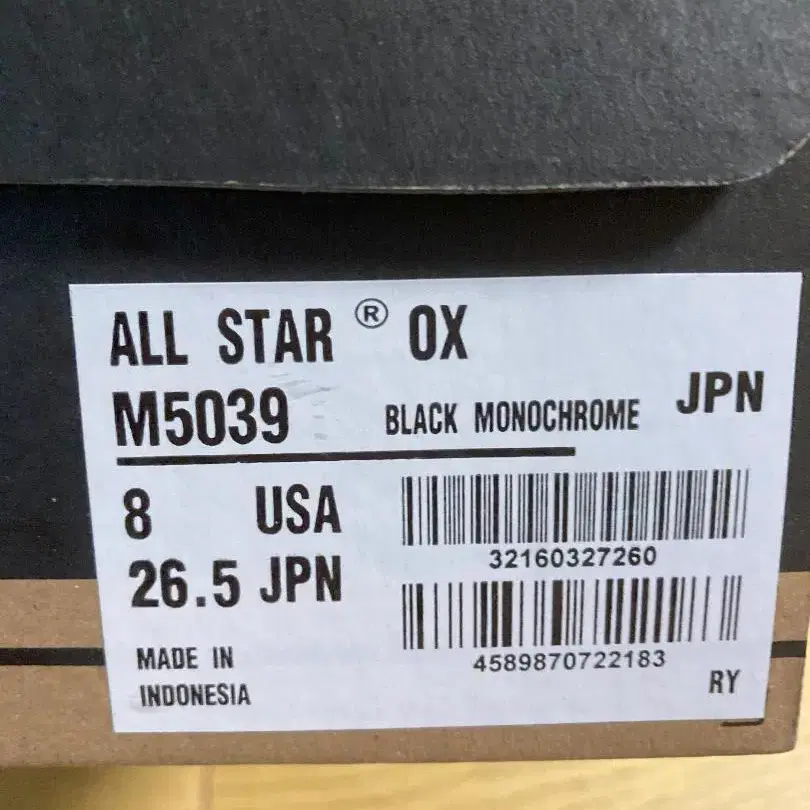 ALL STAR ® OX
M5039 BLACK MONOCHROME JPN
8 USA
32160327260
26.5 JPN
4589870722183
MADE IN
INDONESIA
RY